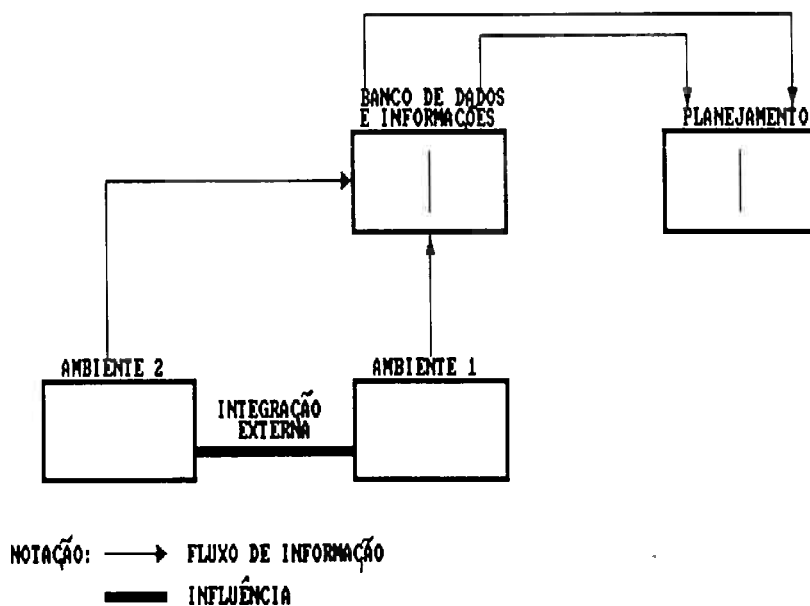 BANCO DE DADOS
E INFORMAÇÕES
PLANEJAMENTO
AMBIENTE 2
AMBIENTE 1
INTEGRAÇÃO
EXTERNA
NOTAÇÃO:
FLUXO DE INFORMAÇÃO
INFLUÊNCIA